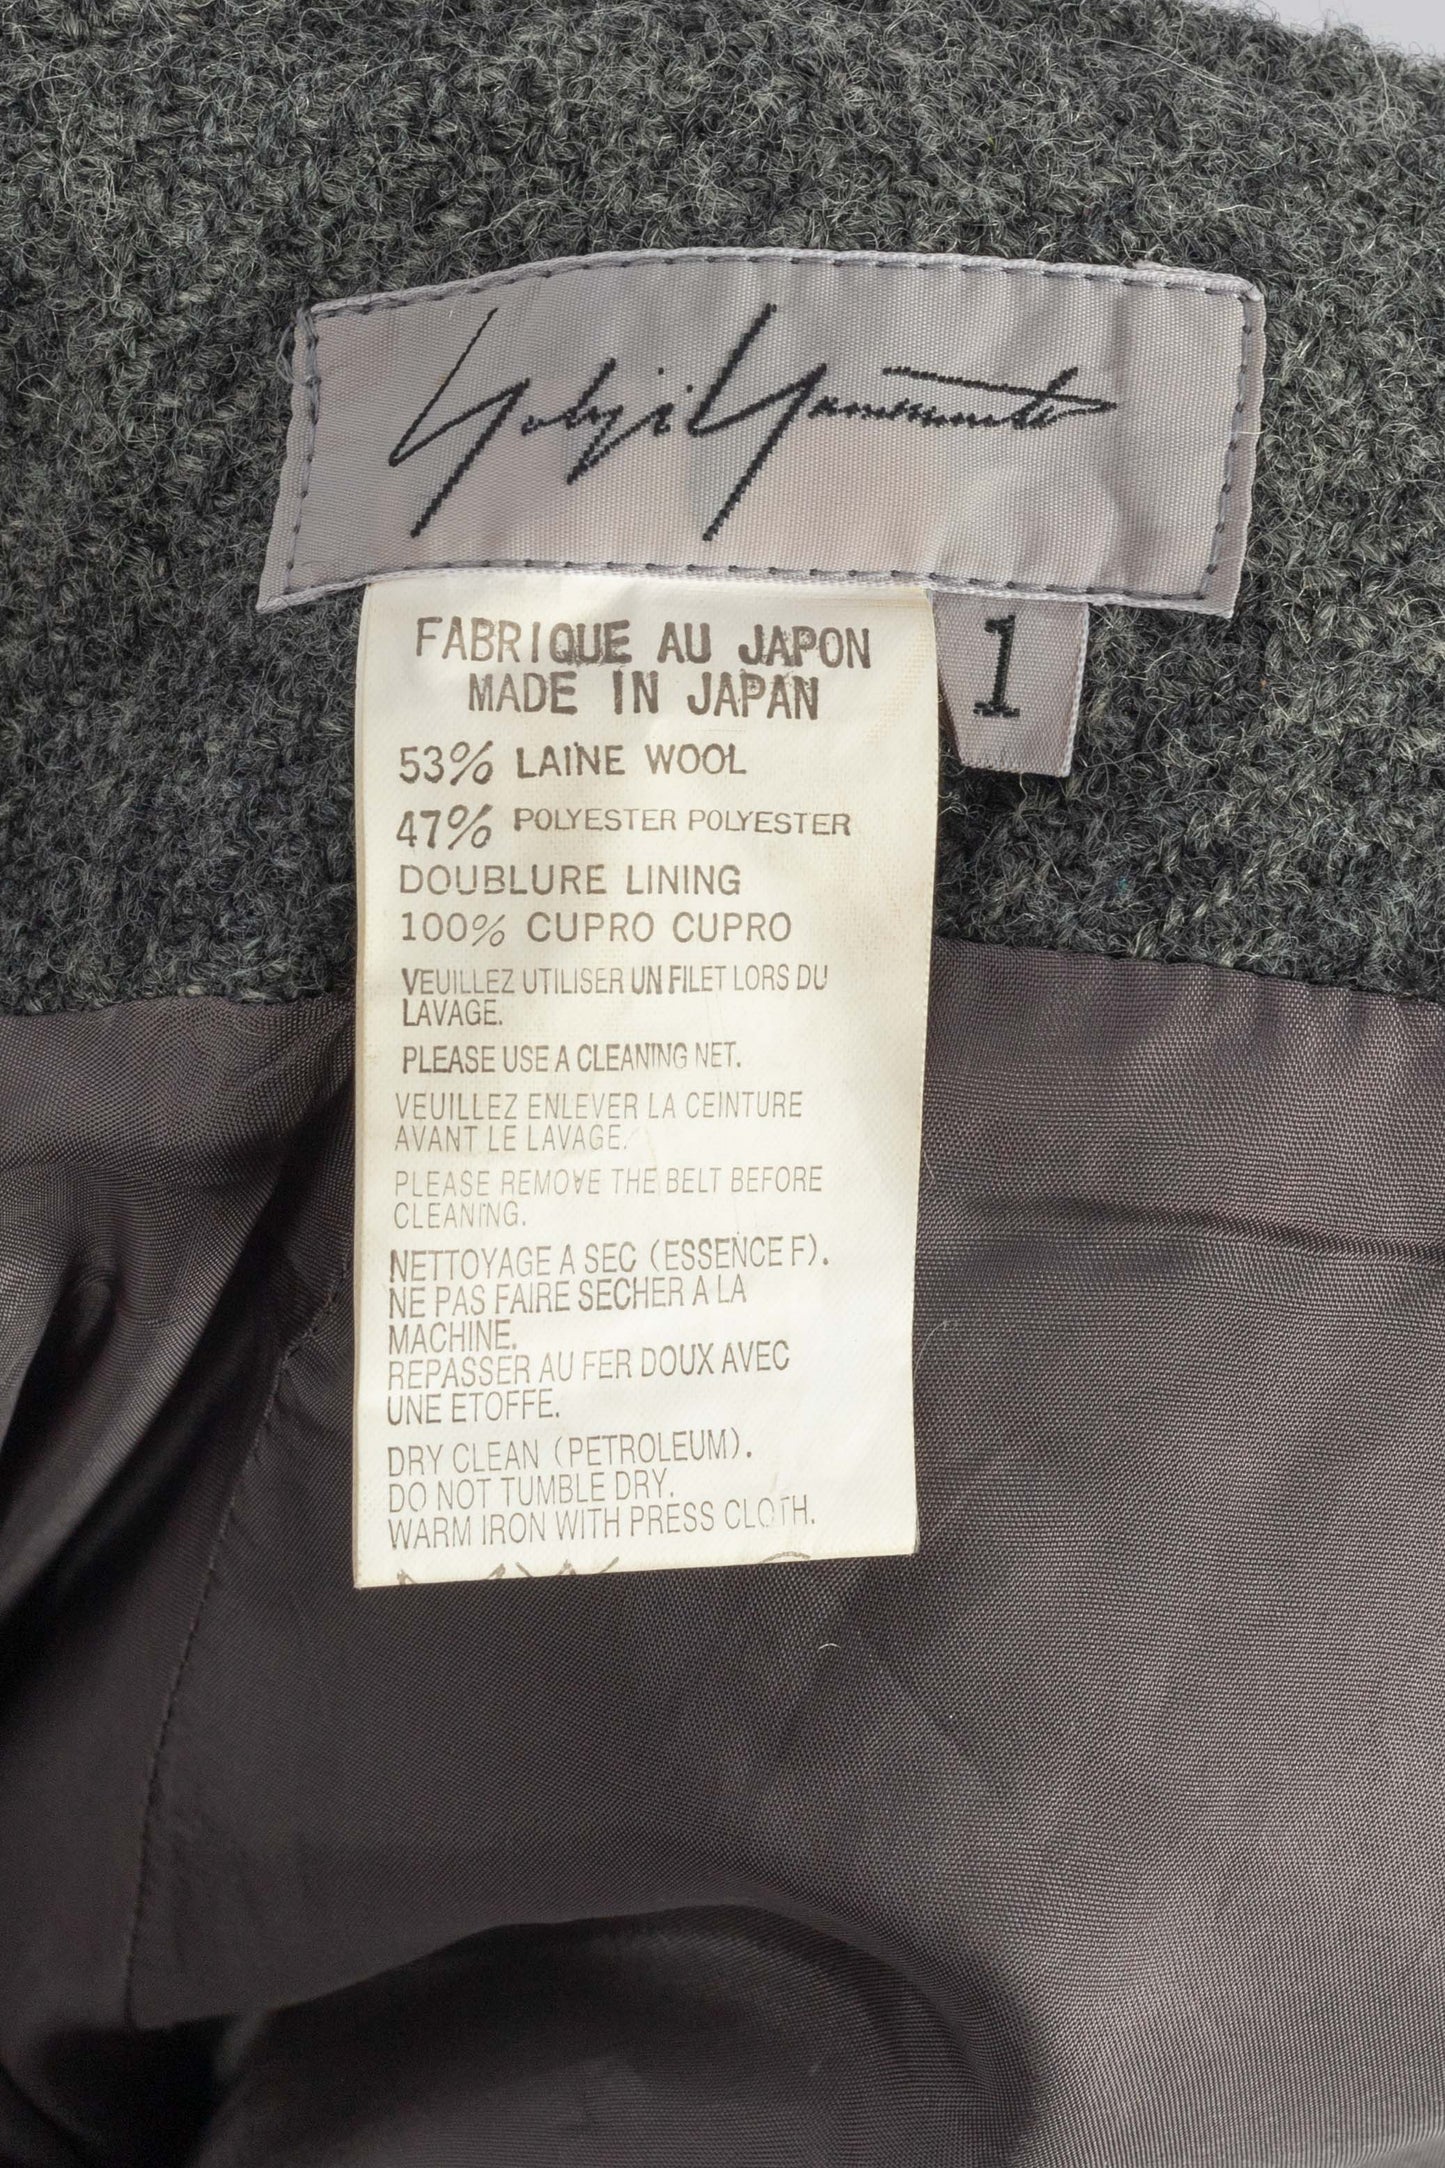 Yohji Yamamoto
1
FABRIQUE AU JAPON
MADE IN JAPAN
53% LAINE WOOL
47% POLYESTER POLYESTER
DOUBLURE LINING
100% CUPRO CUPRO
VEUILLEZ UTILISER UN FILET LORS DU
LAVAGE.
PLEASE USE A CLEANING NET.
VEUILLEZ ENLEVER LA CEINTURE
AVANT LE LAVAGE.
PLEASE REMOVE THE BELT BEFORE
CLEANING.
NETTOYAGE A SEC (ESSENCE F).
NE PAS FAIRE SECHER A LA
MACHINE.
REPASSER AU FER DOUX AVEC
UNE ETOFFE.
DRY CLEAN (PETROLEUM).
DO NOT TUMBLE DRY.
WARM IRON WITH PRESS CLOTH.